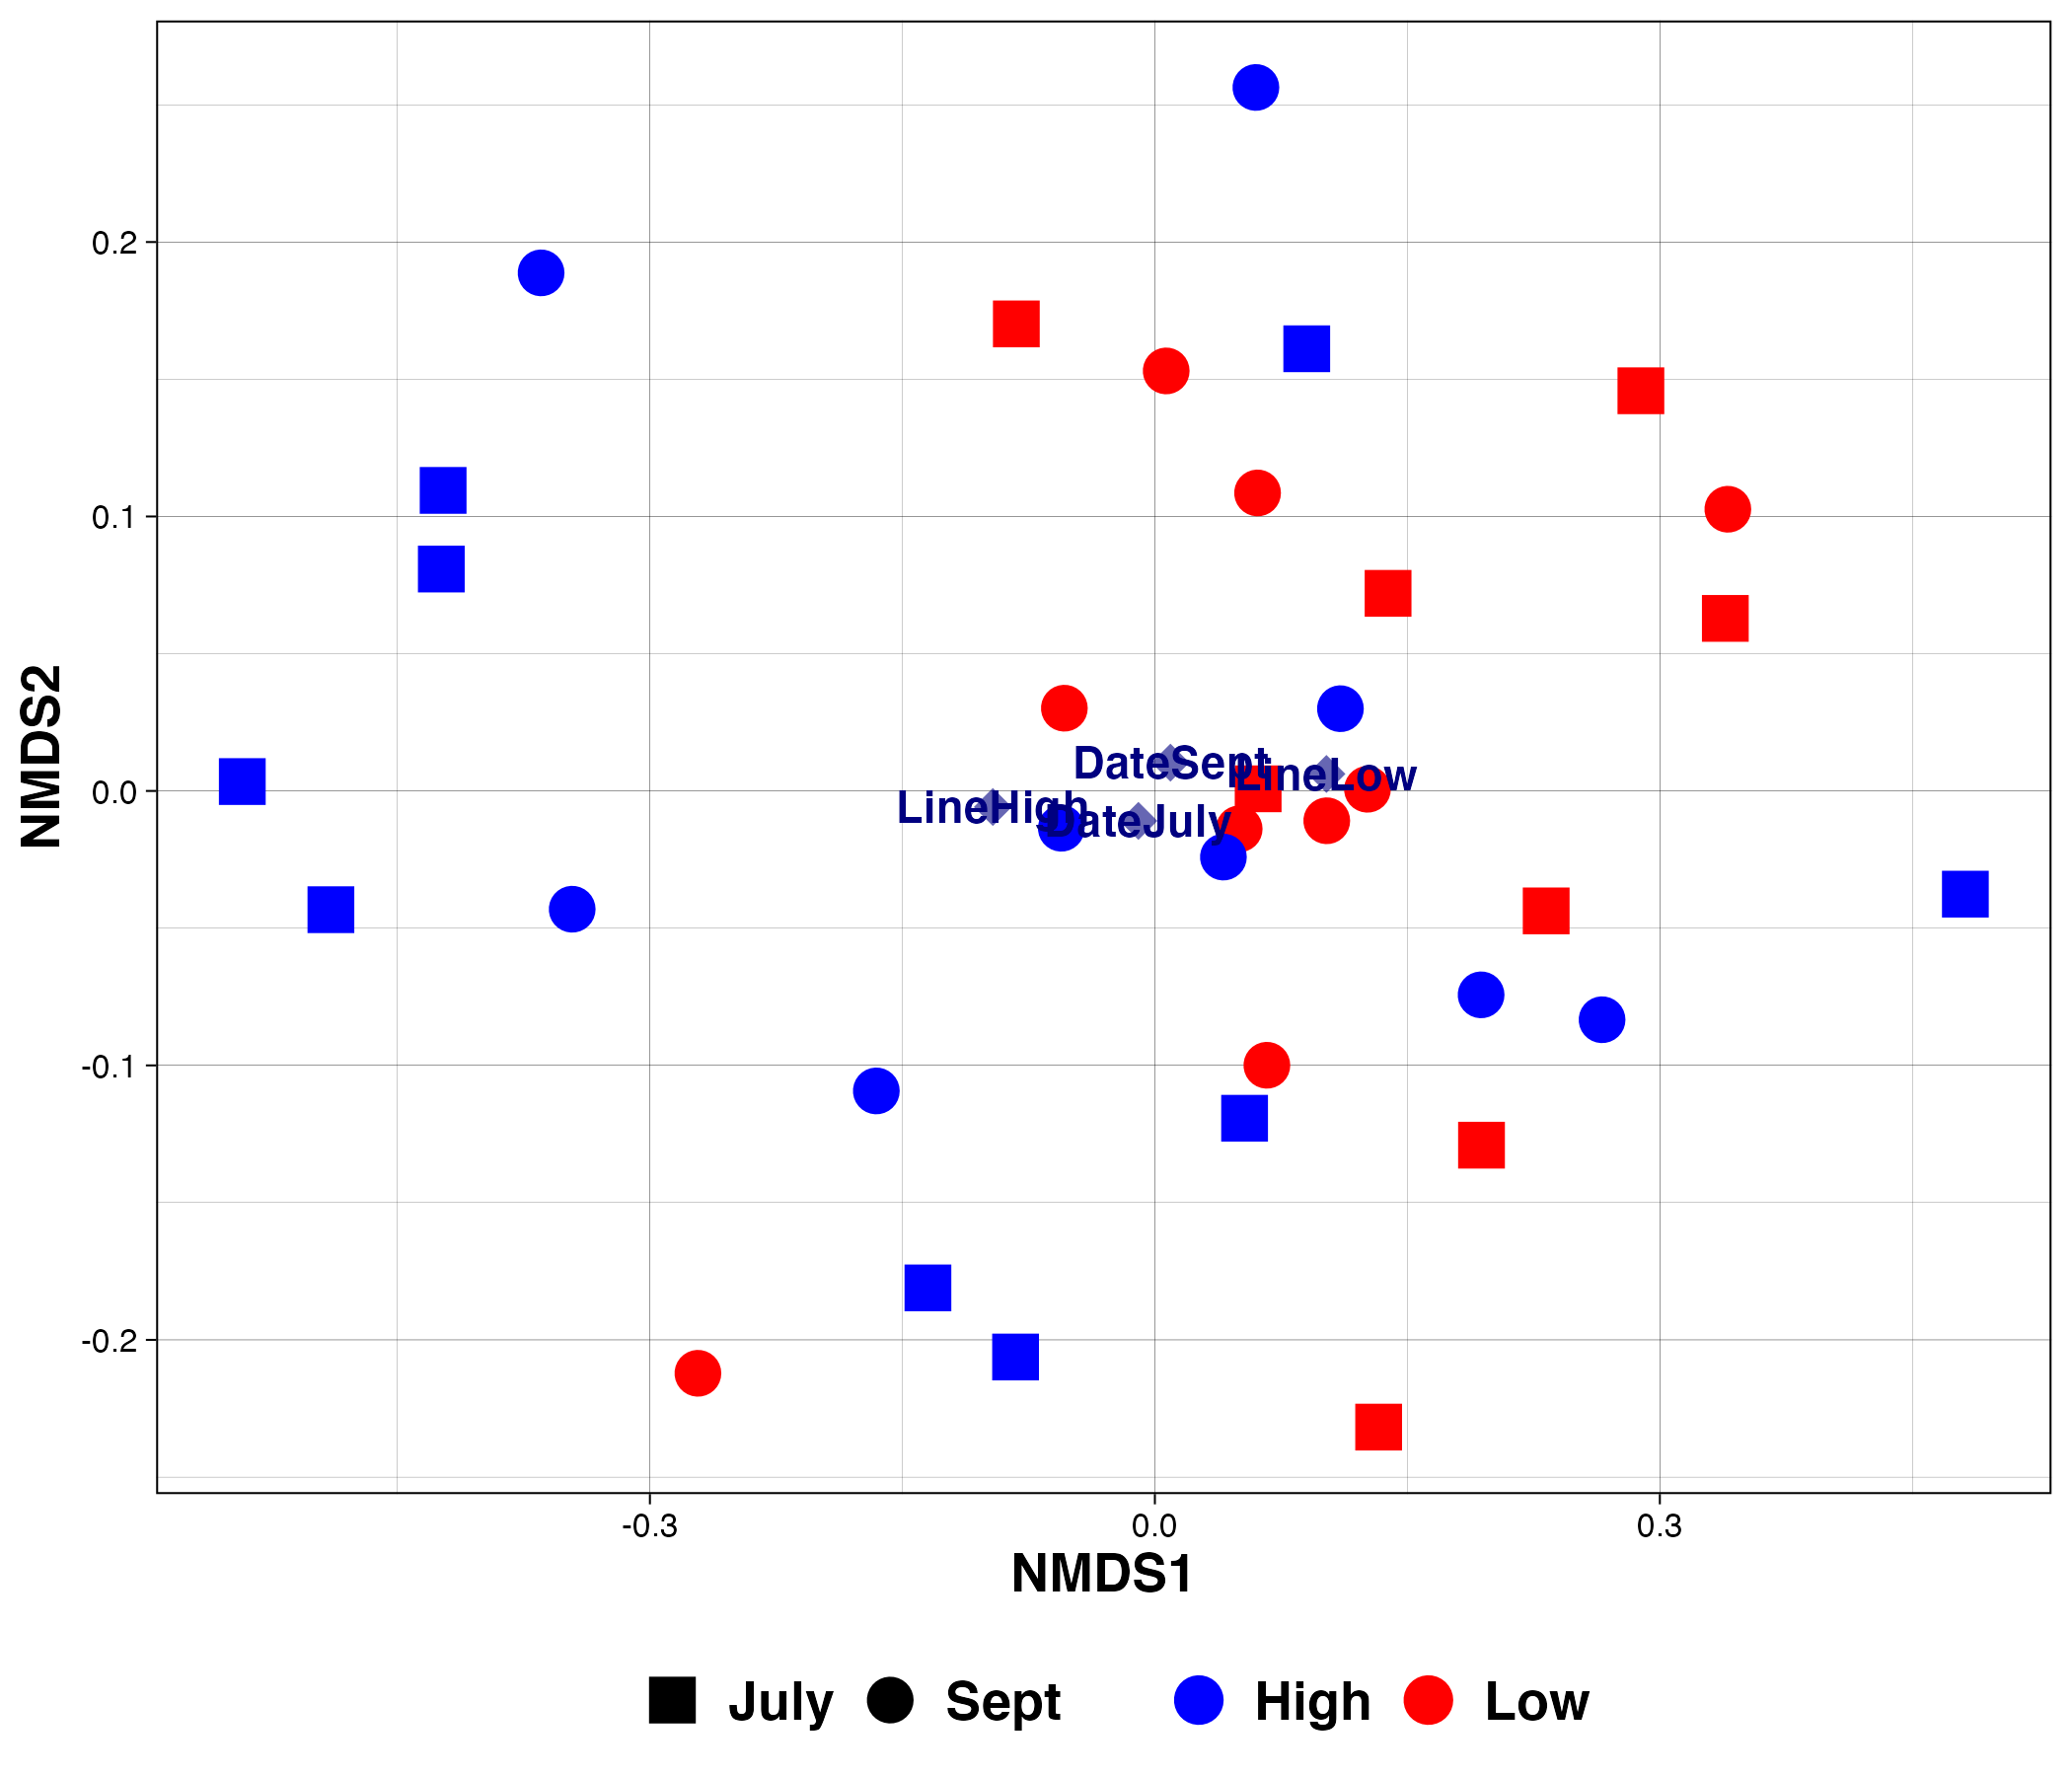 0.2
0.1
0.0
-0.1
-0.2
NMDS2
DateSept
LineLow
LineHigh
DateJuly
-0.3 0.0 0.3
NMDS1
July Sept High Low